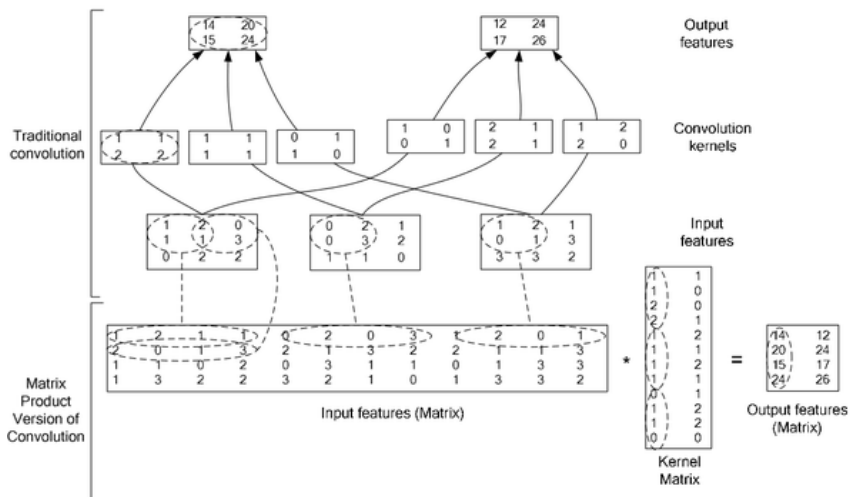 14 20
15 24
12 24
17 26
Output
features
Traditional
convolution
1 1
2 2
1 1
1 1
0 1
1 0
1 0
0 1
2 1
2 1
1 2
2 0
Convolution
kernels
1 2 0
1 1 3
0 2 2
0 2 1
0 3 2
1 1 0
1 2 1
0 1 3
3 3 2
Input
features
Matrix
Product
Version of
Convolution
1 2 1 1 0 2 0 3 1 2 0 1
2 0 1 3 2 1 3 2 2 1 1 3
1 1 0 2 0 3 1 1 0 1 3 3
1 3 2 2 3 2 1 0 1 3 3 2
Input features (Matrix)
*
1 1
1 0
2 0
2 1
1 2
1 1
1 2
1 1
0 1
1 2
1 2
0 0
Kernel
Matrix
=
14 12
20 24
15 17
24 26
Output features
(Matrix)